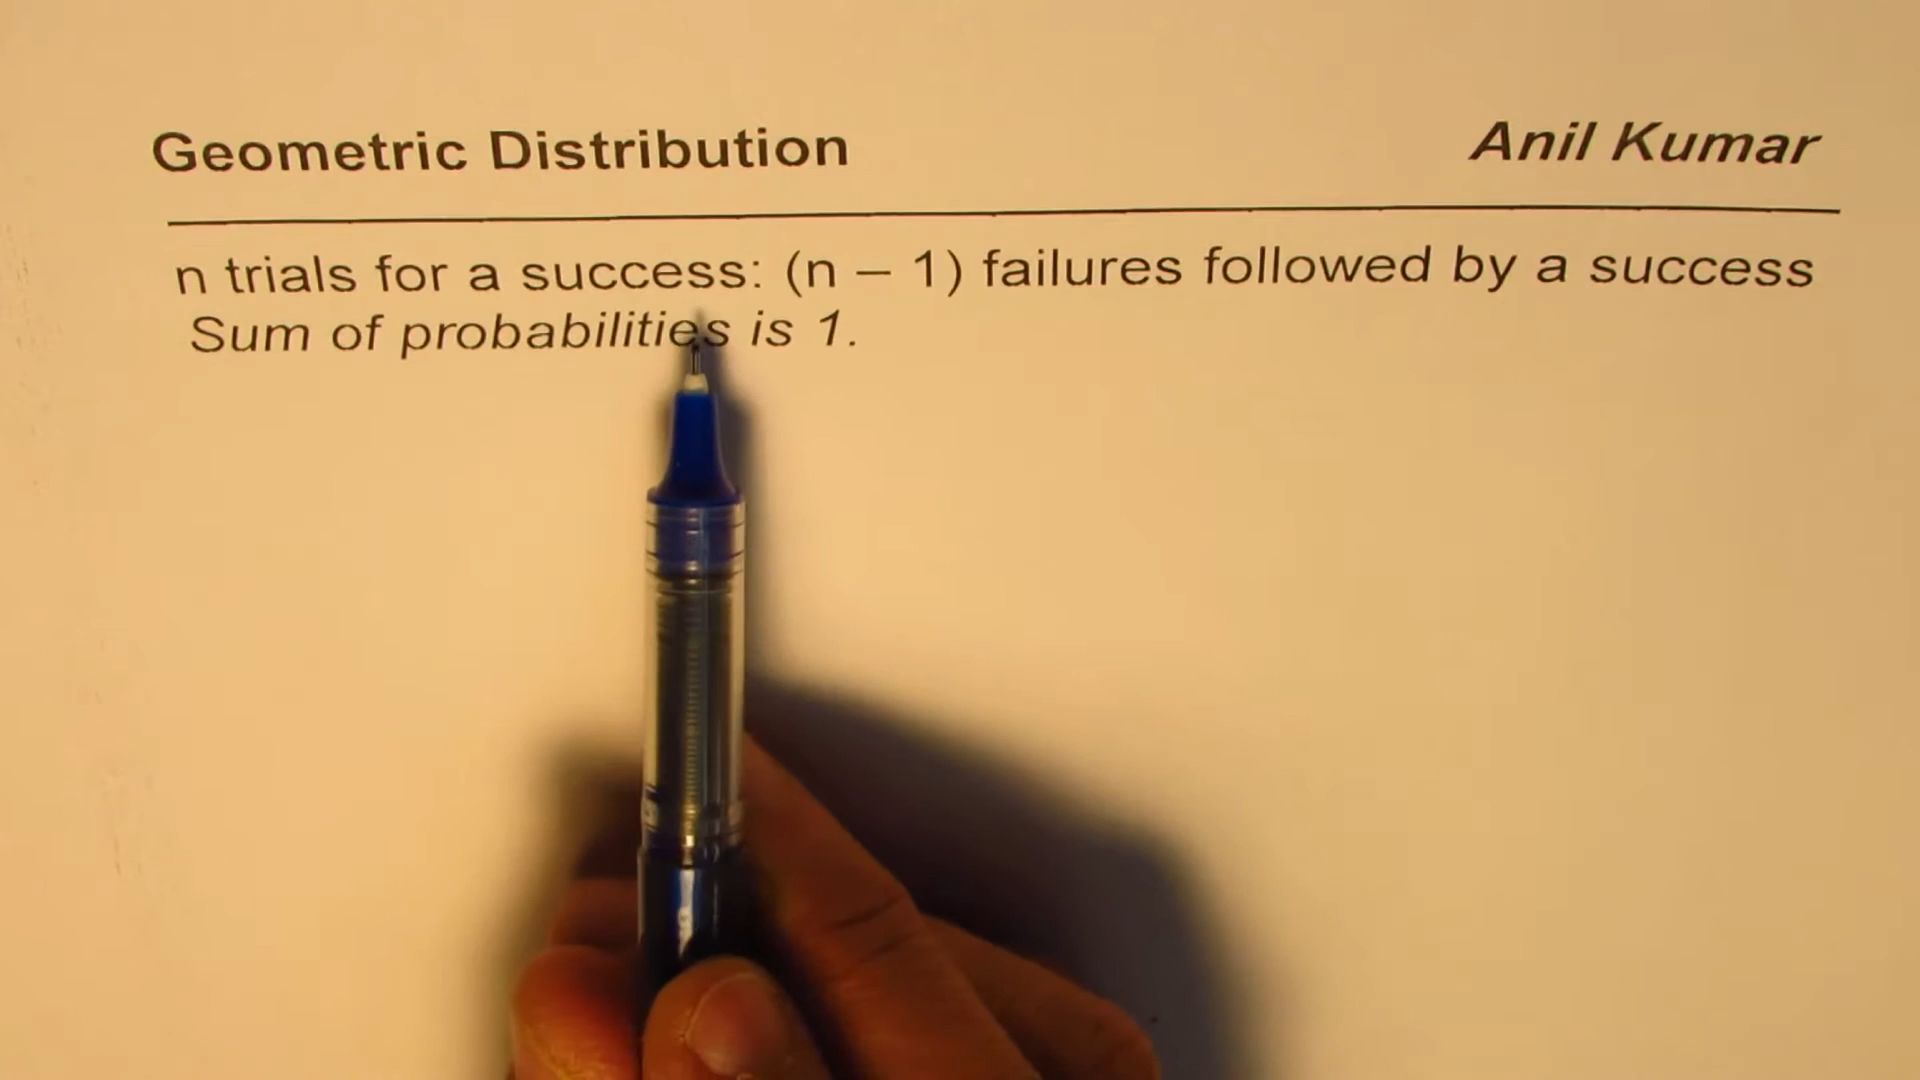 Geometric Distribution
Anil Kumar
n trials for a success: (n – 1) failures followed by a success
Sum of probabilities is 1.